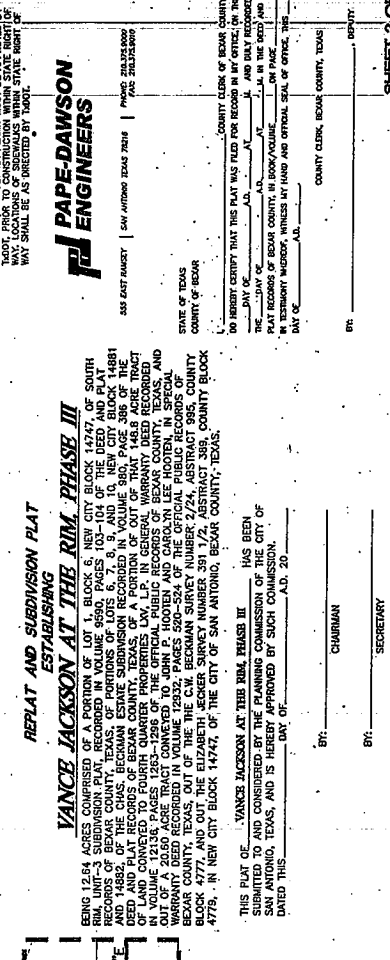 TxDOT, PRIOR TO CONSTRUCTION WITHIN STATE RIGHT OF
WAY. LOCATIONS OF SIDEWALKS WITHIN STATE RIGHT OF
WAY SHALL BE AS DIRECTED BY TxDOT.
PAPE-DAWSON
ENGINEERS
555 EAST RAMSEY | SAN ANTONIO TEXAS 78216 | PHONE: 210.375.9000
FAX: 210.375.9010
REPLAT AND SUBDIVISION PLAT
ESTABLISHING
VANCE JACKSON AT THE RIM, PHASE III
BEING 12.64 ACRES COMPRISED OF A PORTION OF LOT 15, BLOCK 6, NEW CITY BLOCK 14747, OF SOUTH
RIM, UNIT-3 SUBDIVISION PLAT, RECORDED IN VOLUME 9590, PAGES 103-104 OF THE DEED AND PLAT
RECORDS OF BEXAR COUNTY, TEXAS, OF PORTIONS OF LOTS 6, 7, 8, 9, AND 10, NEW CITY BLOCK 14881
AND 14882, OF THE CHAS. BECKMAN ESTATE SUBDIVISION RECORDED IN VOLUME 980, PAGE 386 OF THE
DEED AND PLAT RECORDS OF BEXAR COUNTY, TEXAS, OF A PORTION OF OUT OF THAT 146.8 ACRE TRACT
OF LAND CONVEYED TO FOURTH QUARTER PROPERTIES LXV, L.P. IN GENERAL WARRANTY DEED RECORDED
IN VOLUME 12136, PAGES 1263-1296 OF THE OFFICIAL PUBLIC RECORDS OF BEXAR COUNTY, TEXAS, AND
OUT OF A 20.60 ACRE TRACT CONVEYED TO JOHN P. HOOTEN AND CAROLYN LEE HOOTEN, IN SPECIAL
WARRANTY DEED RECORDED IN VOLUME 12932, PAGES 520-524 OF THE OFFICIAL PUBLIC RECORDS OF
BEXAR COUNTY, TEXAS, OUT OF THE THE C.W. BECKMAN SURVEY NUMBER 2/24, ABSTRACT 995, COUNTY
BLOCK 4777, AND OUT THE ELIZABETH JECKER SURVEY NUMBER 391 1/2, ABSTRACT 389, COUNTY BLOCK
4779, IN NEW CITY BLOCK 14747, OF THE CITY OF SAN ANTONIO, BEXAR COUNTY, TEXAS.
THIS PLAT OF VANCE JACKSON AT THE RIM, PHASE III HAS BEEN
SUBMITTED TO AND CONSIDERED BY THE PLANNING COMMISSION OF THE CITY OF
SAN ANTONIO, TEXAS, AND IS HEREBY APPROVED BY SUCH COMMISSION.
DATED THIS DAY OF A.D. 20
BY:
CHAIRMAN
BY:
SECRETARY
STATE OF TEXAS
COUNTY OF BEXAR
I, COUNTY CLERK OF BEXAR COUNTY
DO HEREBY CERTIFY THAT THIS PLAT WAS FILED FOR RECORD IN MY OFFICE, ON THE
DAY OF A.D. AT M. AND DULY RECORDED
THE DAY OF A.D. AT M. IN THE DEED AND
PLAT RECORDS OF BEXAR COUNTY, IN BOOK/VOLUME ON PAGE
IN TESTIMONY WHEREOF, WITNESS MY HAND AND OFFICIAL SEAL OF OFFICE, THIS
DAY OF A.D.
COUNTY CLERK, BEXAR COUNTY, TEXAS
BY: , DEPUTY